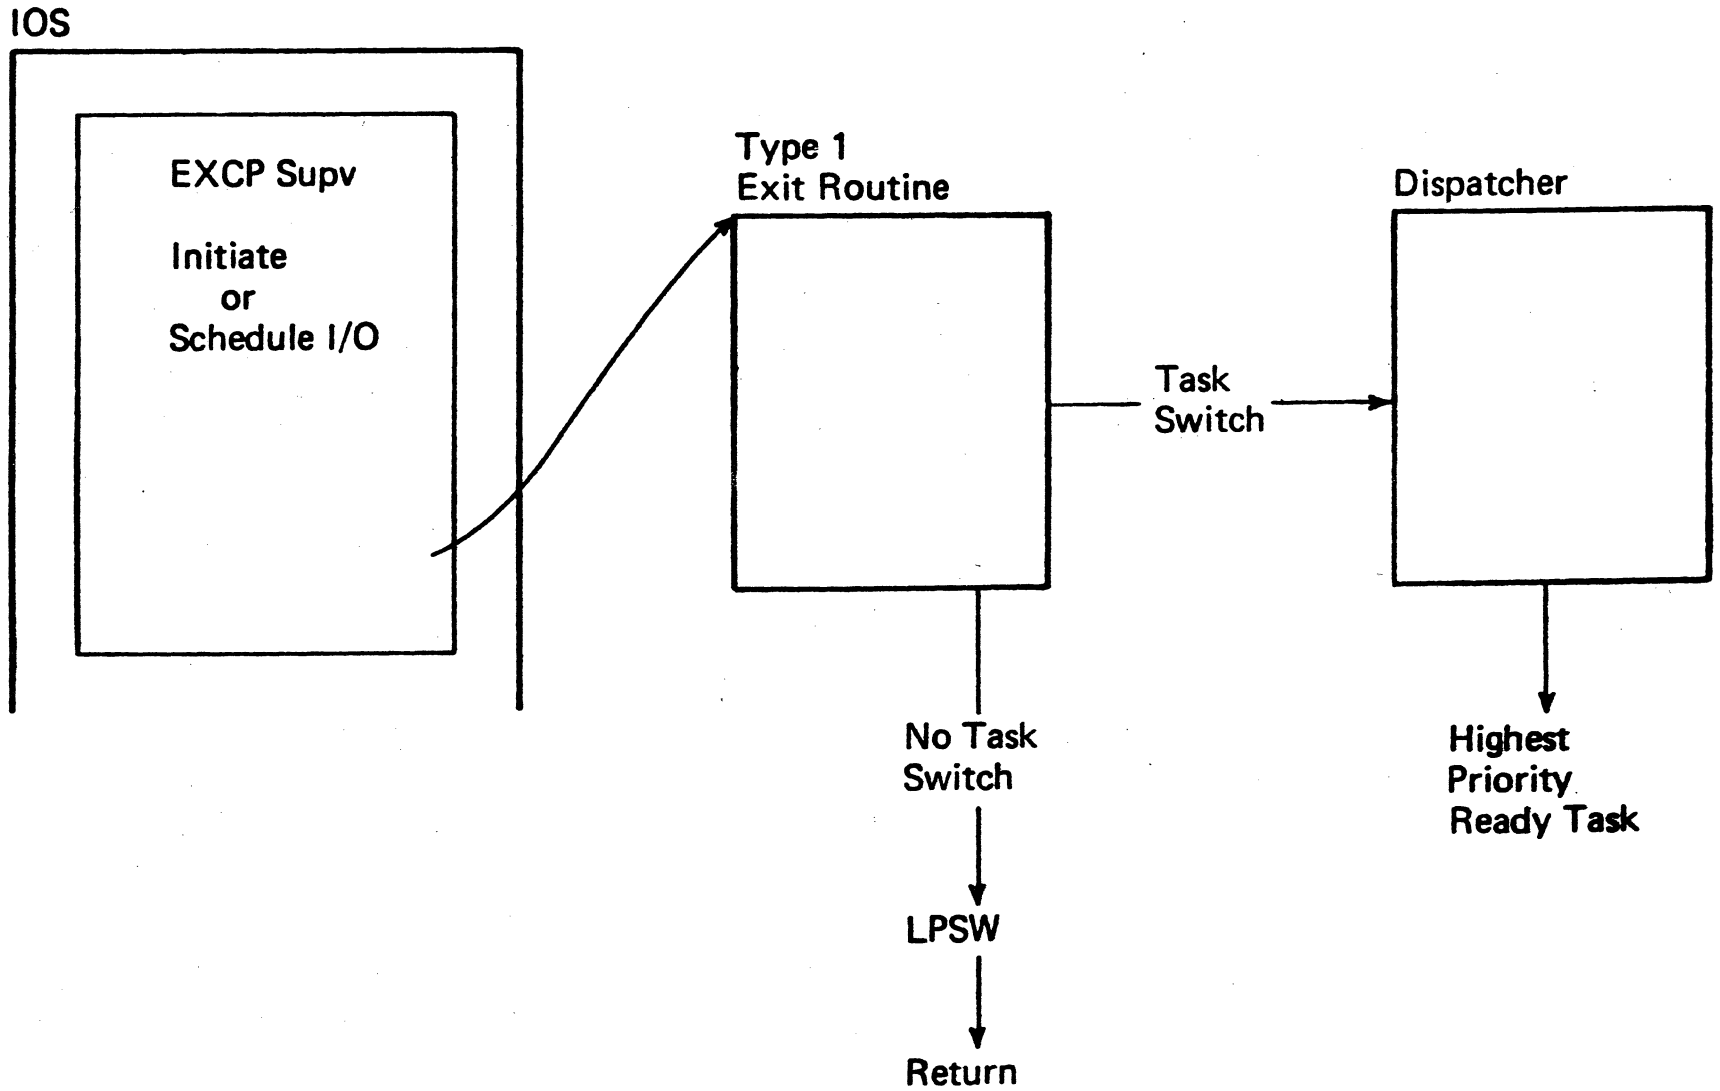 IOS
EXCP Supv
Initiate
or
Schedule I/O
Type 1
Exit Routine
Task
Switch
Dispatcher
No Task
Switch
LPSW
Return
Highest
Priority
Ready Task